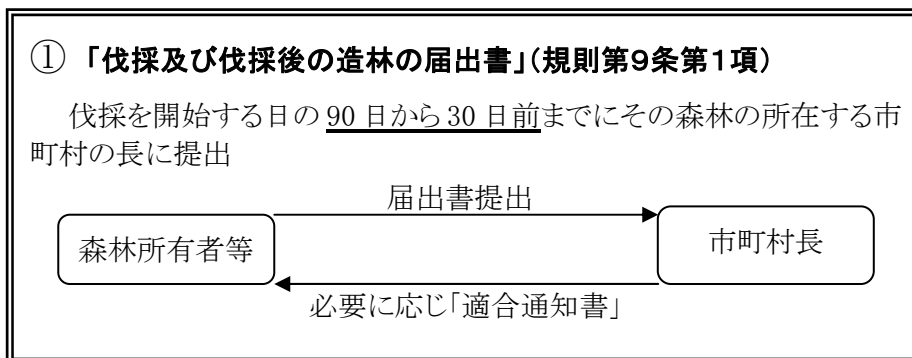 ① 「伐採及び伐採後の造林の届出書」(規則第9条第1項)
伐採を開始する日の 90 日から 30 日前までにその森林の所在する市
町村の長に提出
届出書提出
森林所有者等
市町村長
必要に応じ「適合通知書」